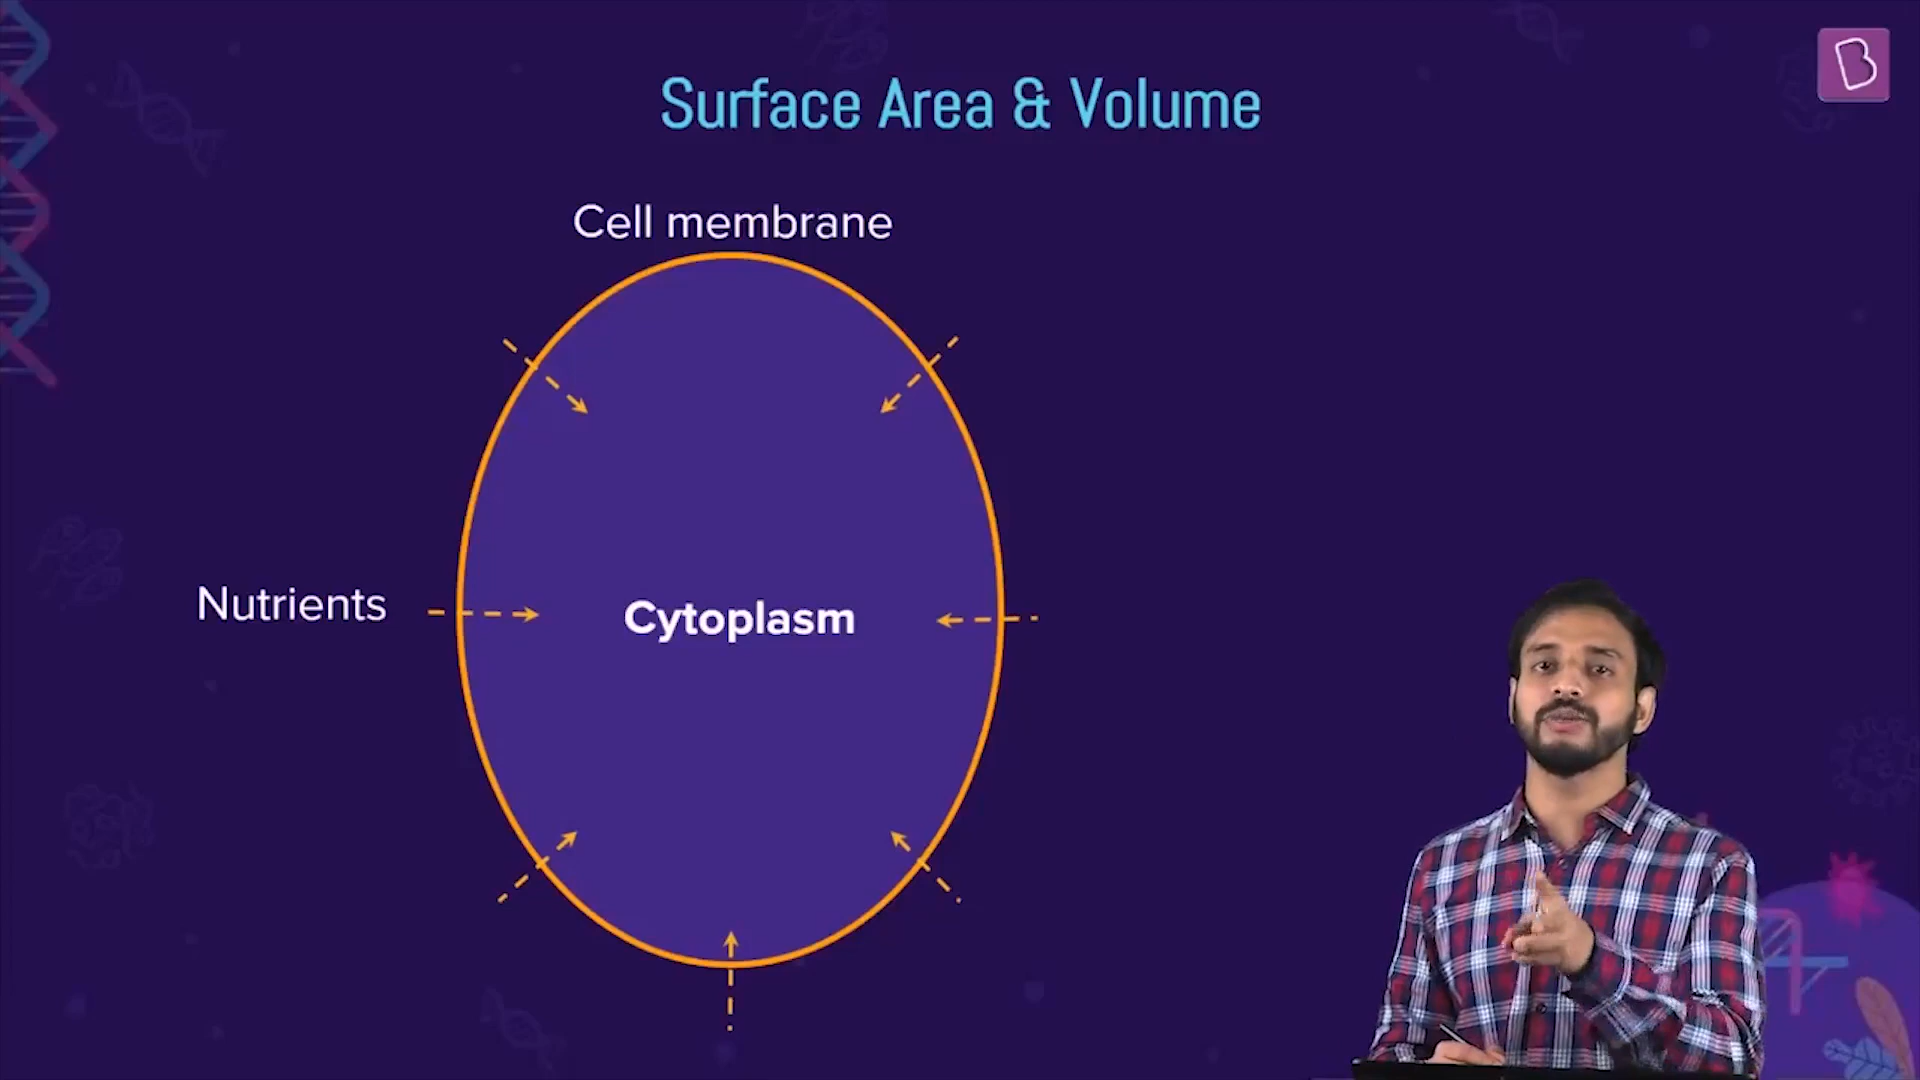 Surface Area & Volume
Cell membrane
Nutrients
Cytoplasm
B